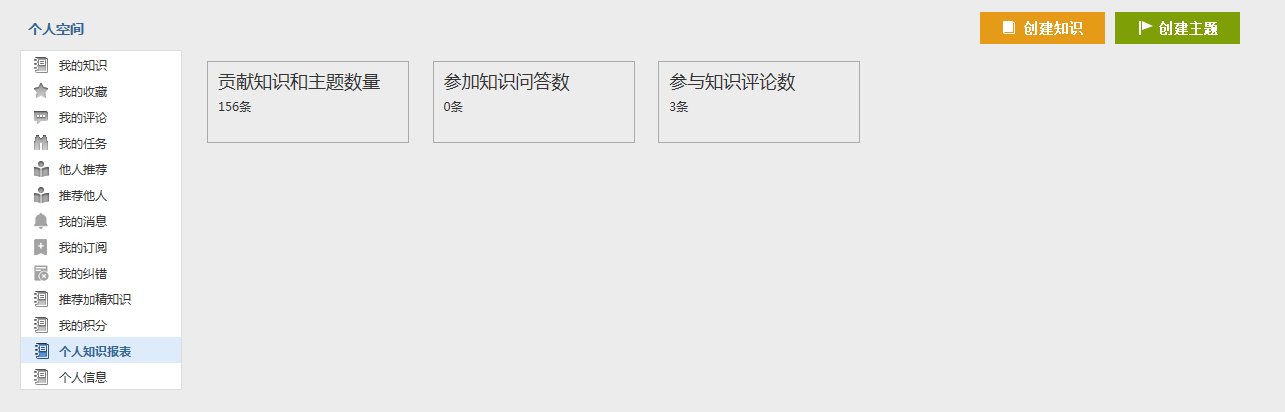 个人空间
创建知识
创建主题
我的知识
我的收藏
我的评论
我的任务
他人推荐
推荐他人
我的消息
我的订阅
我的纠错
推荐加精知识
我的积分
个人知识报表
个人信息
贡献知识和主题数量
156条
参加知识问答数
0条
参与知识评论数
3条